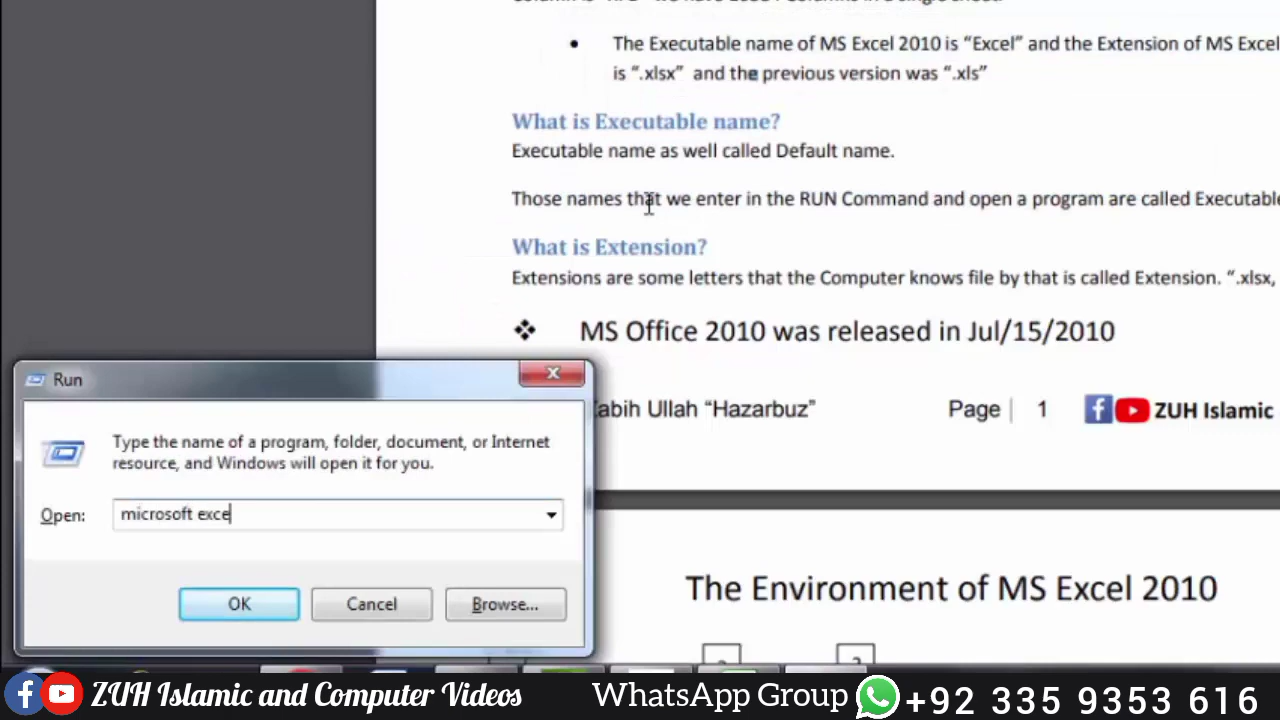 The Executable name of MS Excel 2010 is “Excel” and the Extension of MS Excel
is “.xlsx” and the previous version was “.xls”
What is Executable name?
Executable name as well called Default name.
Those names that we enter in the RUN Command and open a program are called Executable
What is Extension?
Extensions are some letters that the Computer knows file by that is called Extension. “.xlsx,
MS Office 2010 was released in Jul/15/2010
Ullah “Hazarbuz” Page | 1 ZUH Islamic
Run
Type the name of a program, folder, document, or Internet
resource, and Windows will open it for you.
Open: microsoft exce
OK Cancel Browse...
The Environment of MS Excel 2010
ZUH Islamic and Computer Videos WhatsApp Group +92 335 9353 616